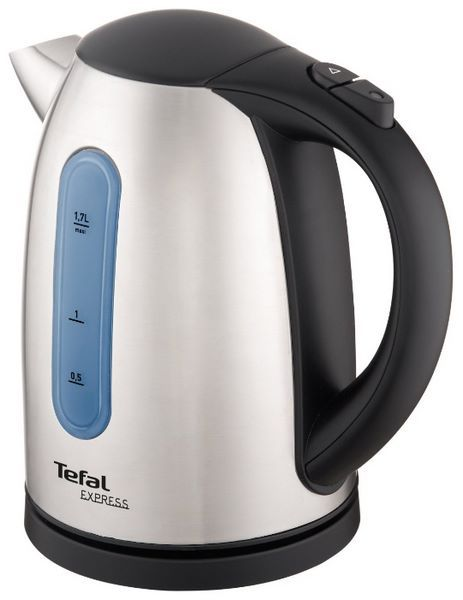 1,7L
maxi
1
0,5
Tefal
EXPRESS